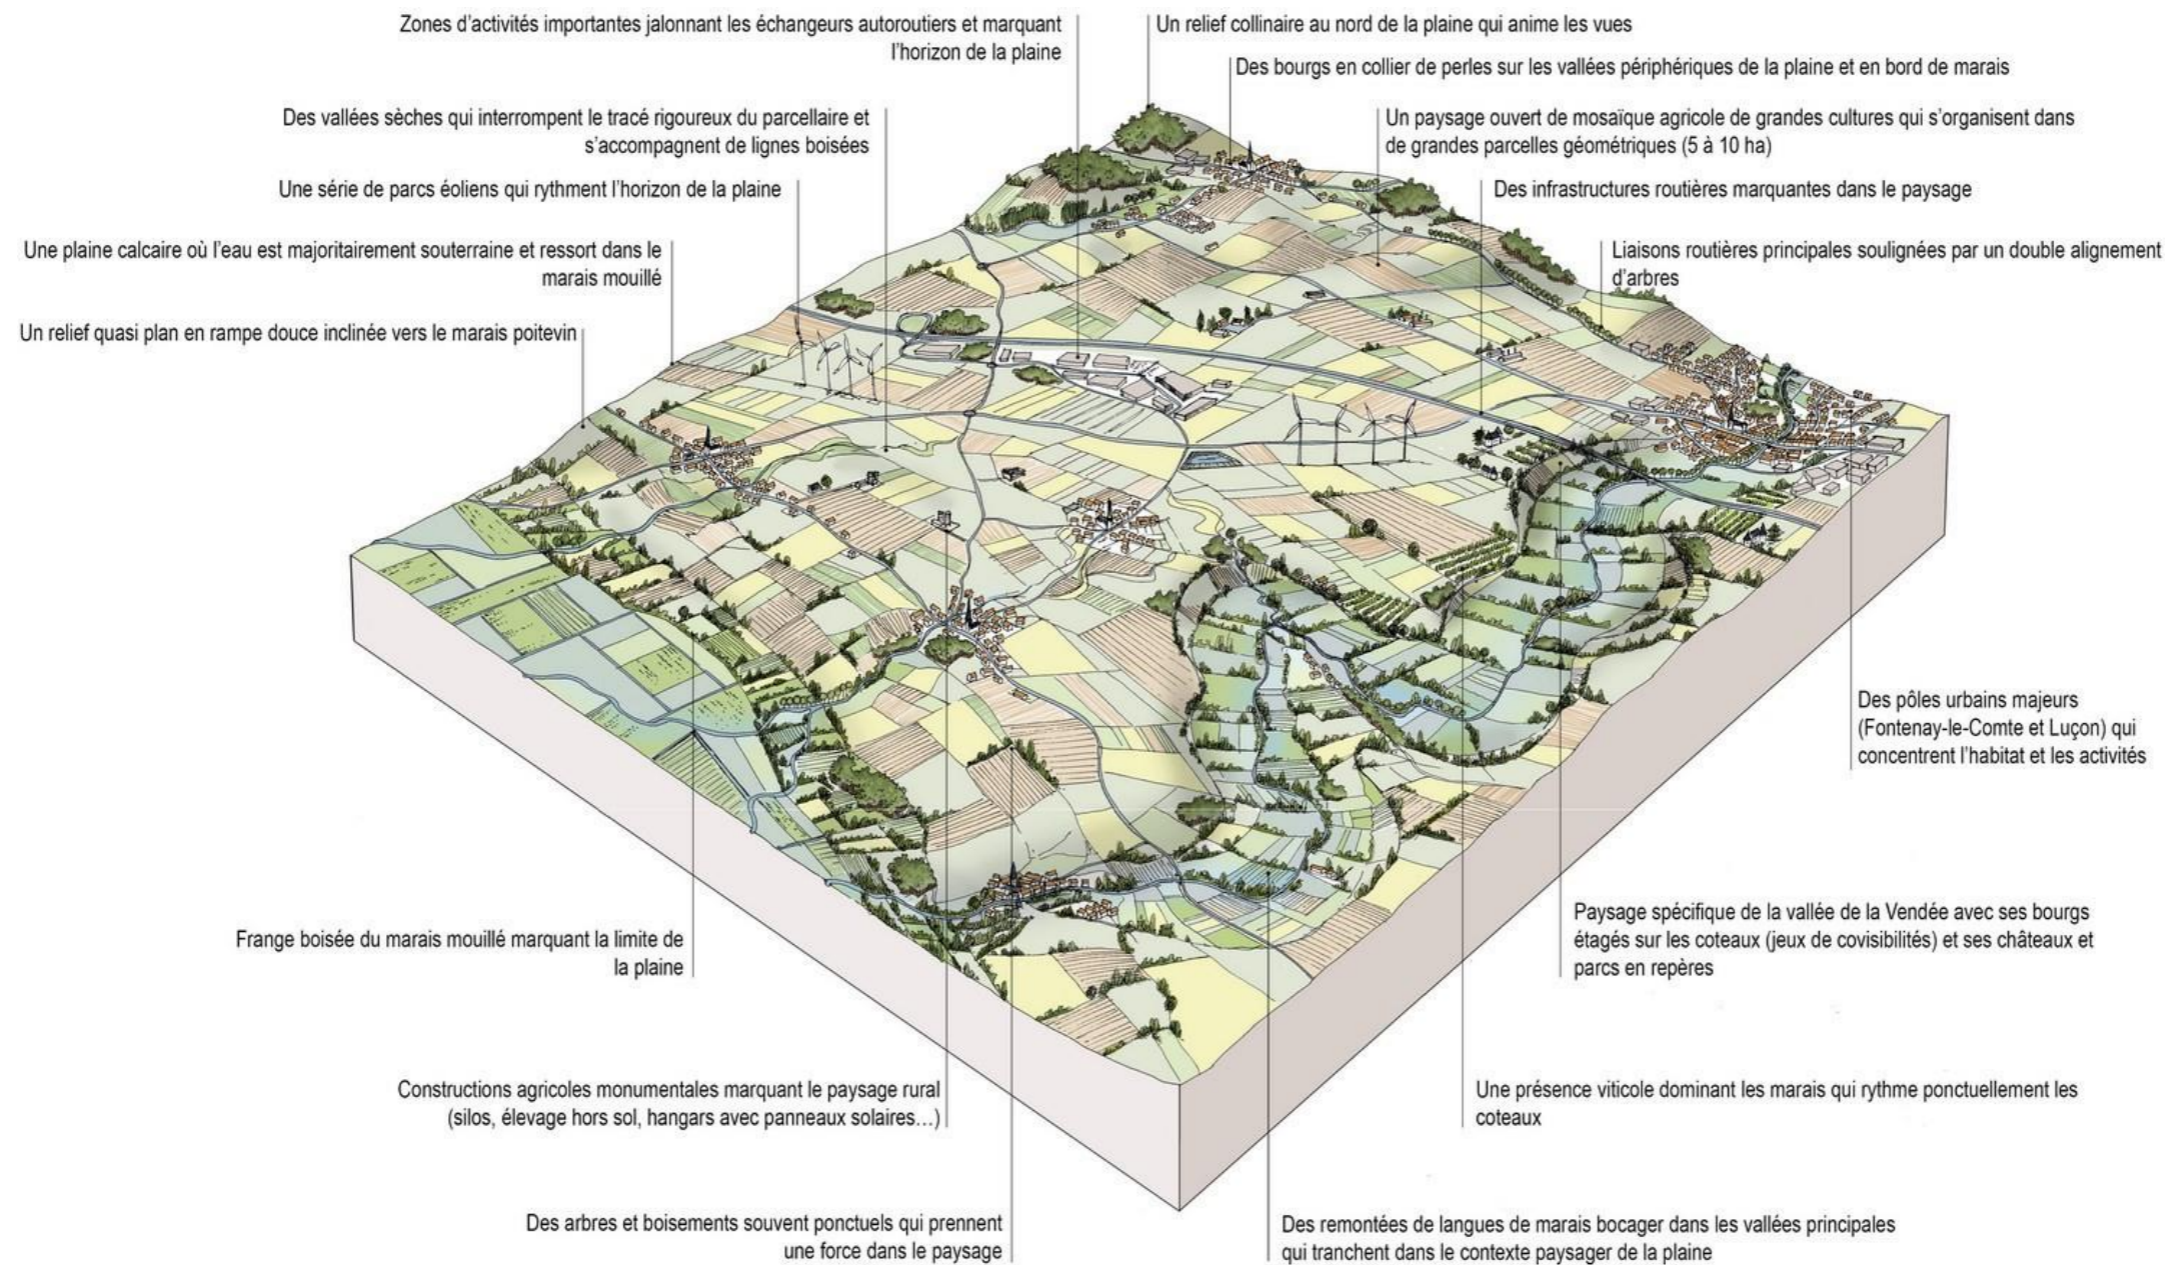 Zones d’activités importantes jalonnant les échangeurs autoroutiers et marquant
l’horizon de la plaine
Un relief collinaire au nord de la plaine qui anime les vues
Des bourgs en collier de perles sur les vallées périphériques de la plaine et en bord de marais
Des vallées sèches qui interrompent le tracé rigoureux du parcellaire et
s’accompagnent de lignes boisées
Un paysage ouvert de mosaïque agricole de grandes cultures qui s’organisent dans
de grandes parcelles géométriques (5 à 10 ha)
Une série de parcs éoliens qui rythment l’horizon de la plaine
Des infrastructures routières marquantes dans le paysage
Une plaine calcaire où l’eau est majoritairement souterraine et ressort dans le
marais mouillé
Liaisons routières principales soulignées par un double alignement
d’arbres
Un relief quasi plan en rampe douce inclinée vers le marais poitevin
Des pôles urbains majeurs
(Fontenay-le-Comte et Luçon) qui
concentrent l’habitat et les activités
Frange boisée du marais mouillé marquant la limite de
la plaine
Paysage spécifique de la vallée de la Vendée avec ses bourgs
étagés sur les coteaux (jeux de covisibilités) et ses châteaux et
parcs en repères
Constructions agricoles monumentales marquant le paysage rural
(silos, élevage hors sol, hangars avec panneaux solaires…)
Une présence viticole dominant les marais qui rythme ponctuellement les
coteaux
Des arbres et boisements souvent ponctuels qui prennent
une force dans le paysage
Des remontées de langues de marais bocager dans les vallées principales
qui tranchent dans le contexte paysager de la plaine